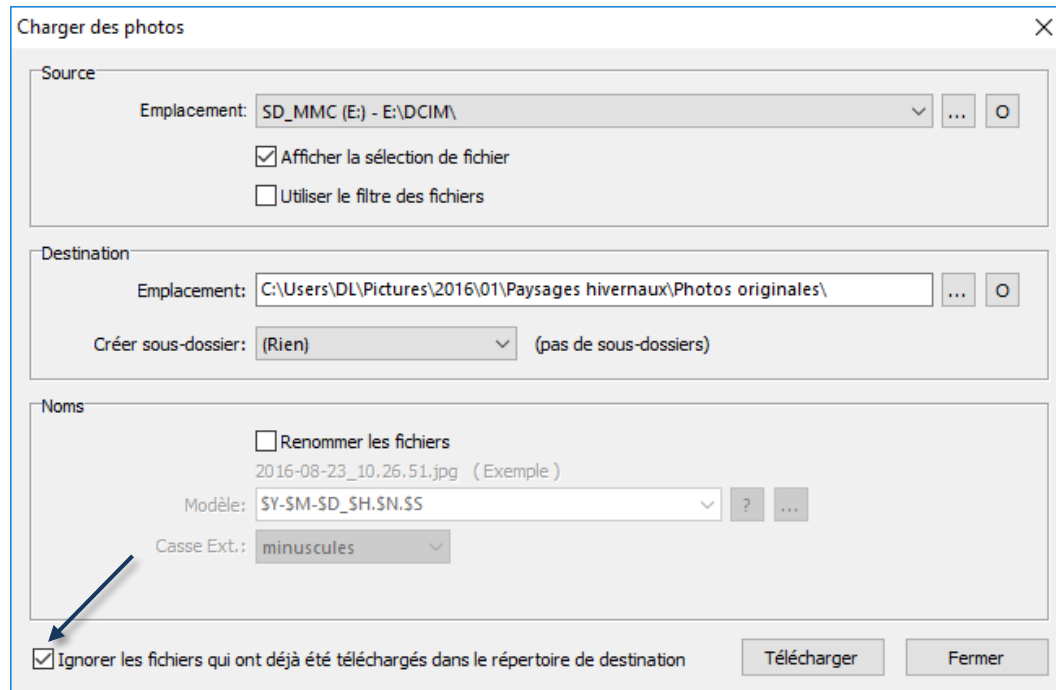 Charger des photos
Source
Emplacement: SD_MMC (E:) - E:\DCIM\ ... O
Afficher la sélection de fichier
Utiliser le filtre des fichiers
Destination
Emplacement: C:\Users\DL\Pictures\2016\01\Paysages hivernaux\Photos originales\ ... O
Créer sous-dossier: (Rien) (pas de sous-dossiers)
Noms
Renommer les fichiers
2016-08-23_10.26.51.jpg ( Exemple )
Modèle: $Y-$M-$D_$H.$N.$S ? ...
Casse Ext.: minuscules
Ignorer les fichiers qui ont déjà été téléchargés dans le répertoire de destination Télécharger Fermer